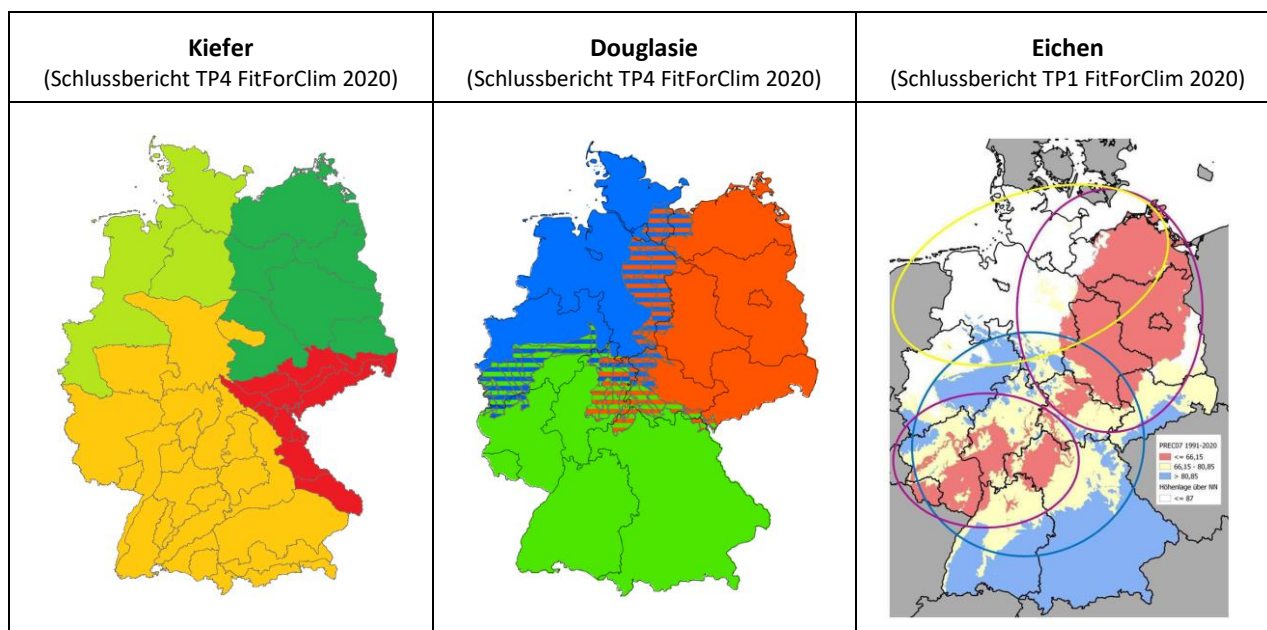 Kiefer
(Schlussbericht TP4 FitForClim 2020)
Douglasie
(Schlussbericht TP4 FitForClim 2020)
Eichen
(Schlussbericht TP1 FitForClim 2020)
PREC07 1991-2020
<= 66,15
66,15 - 80,85
> 80,85
Höhenlage über NN
<= 87